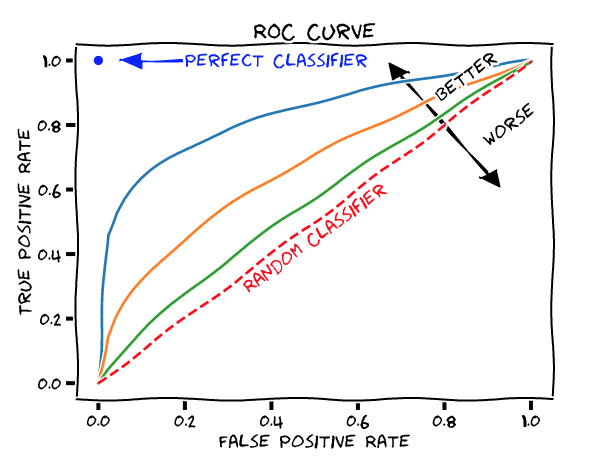 ROC CURVE
1.0
PERFECT CLASSIFIER
BETTER
WORSE
0.8
0.6
0.4
0.2
0.0
TRUE POSITIVE RATE
RANDOM CLASSIFIER
0.0 0.2 0.4 0.6 0.8 1.0
FALSE POSITIVE RATE